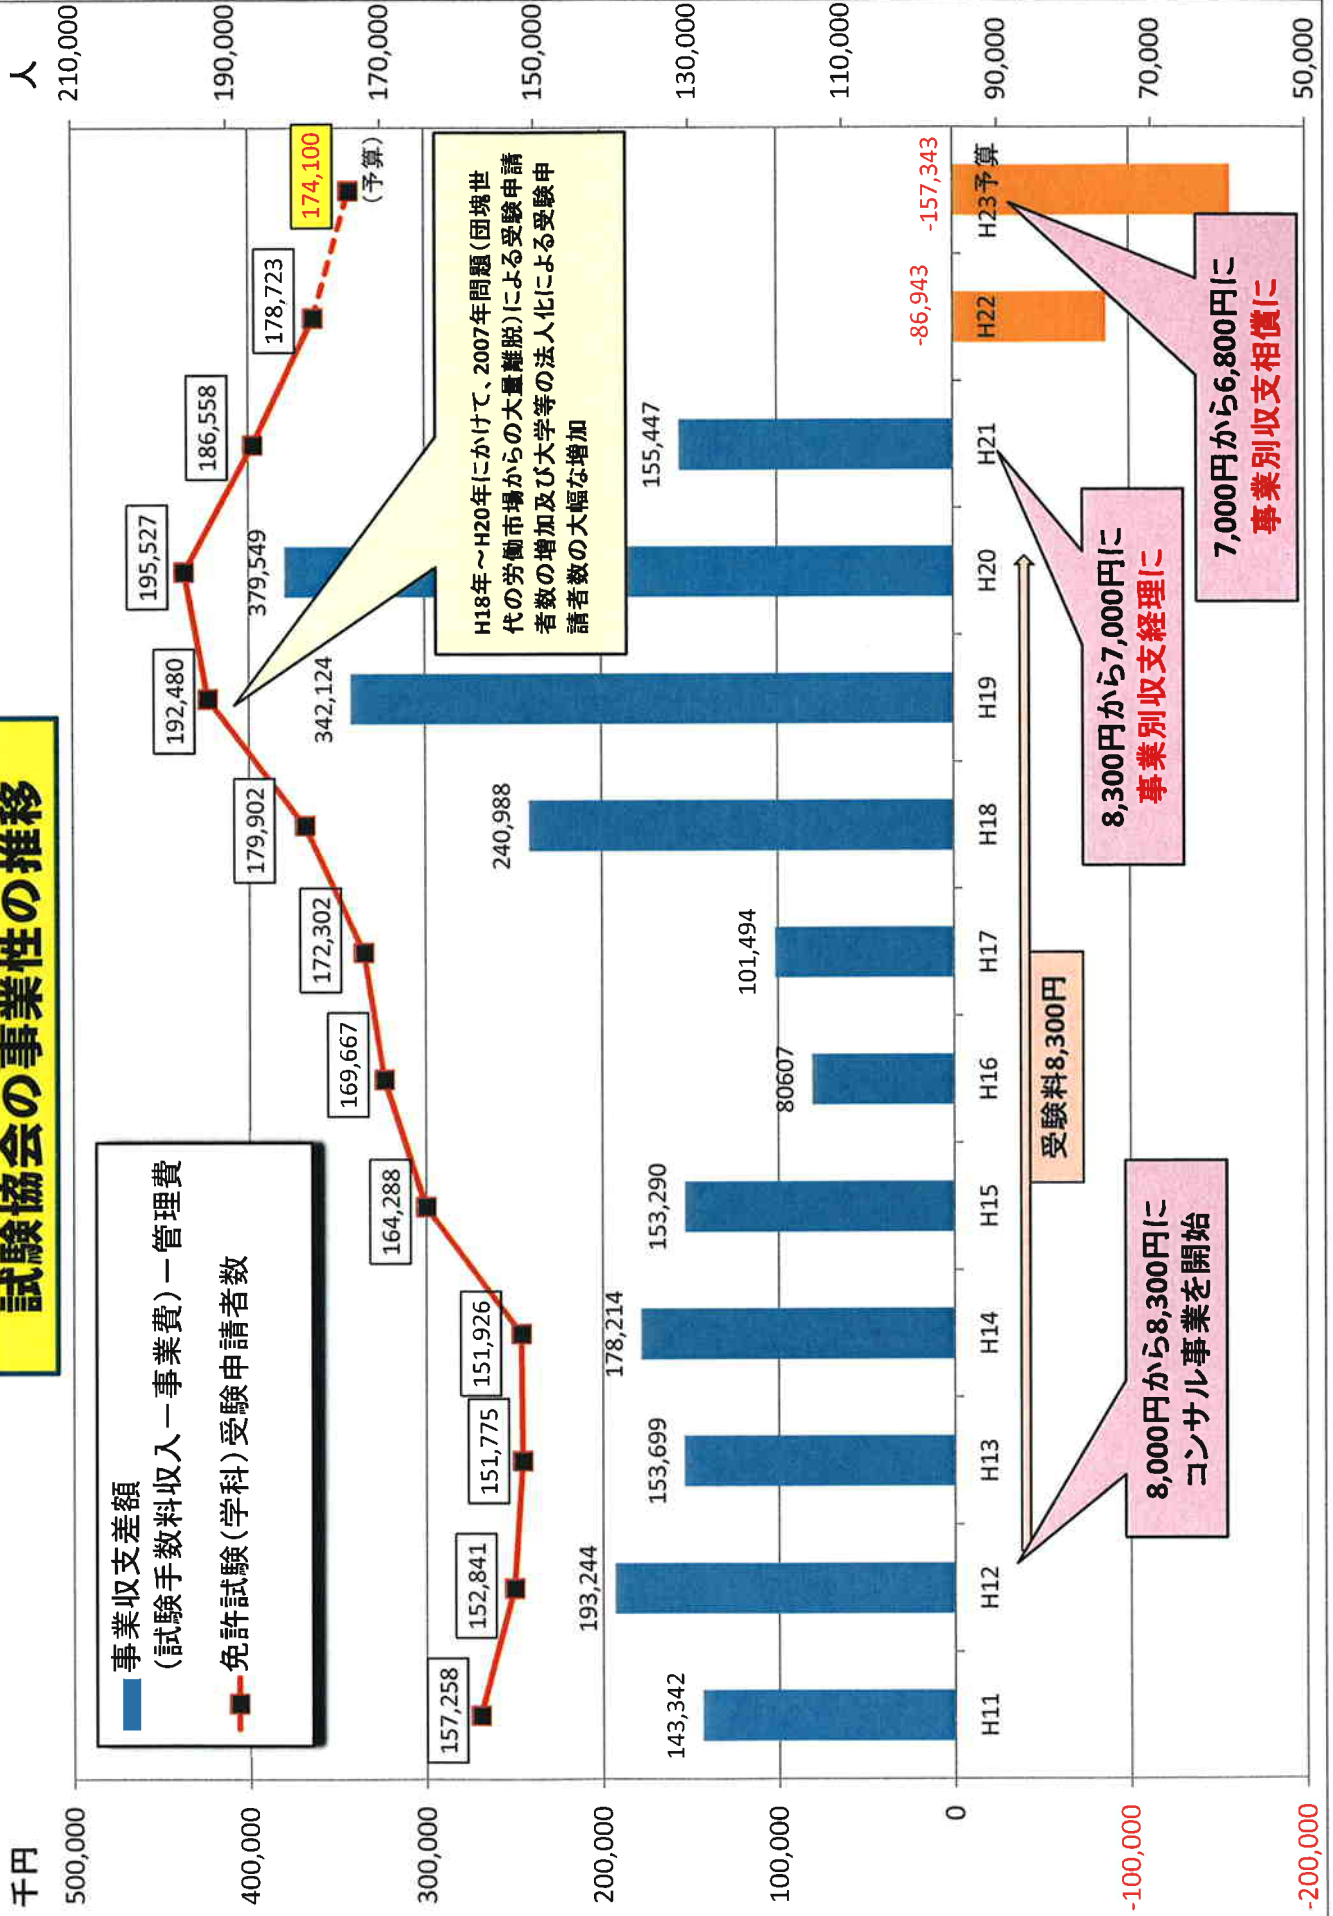 試験協会の事業性の推移
千円
人
500,000
400,000
300,000
200,000
100,000
0
-100,000
-200,000
210,000
190,000
170,000
150,000
130,000
110,000
90,000
70,000
50,000
事業収支差額
(試験手数料収入ー事業費)ー管理費
免許試験(学科)受験申請者数
157,258
152,841
151,775
151,926
164,288
169,667
172,302
179,902
192,480
195,527
186,558
178,723
174,100
(予算)
143,342
193,244
153,699
178,214
153,290
80607
101,494
240,988
342,124
379,549
155,447
-86,943
-157,343
H18年～H20年にかけて、2007年問題(団塊世
代の労働市場からの大量離脱)による受験申請
者数の増加及び大学等の法人化による受験申
請者数の大幅な増加
H11
H12
H13
H14
H15
H16
H17
H18
H19
H20
H21
H22
H23予算
受験料8,300円
8,000円から8,300円に
コンサル事業を開始
8,300円から7,000円に
事業別収支経理に
7,000円から6,800円に
事業別収支相償に